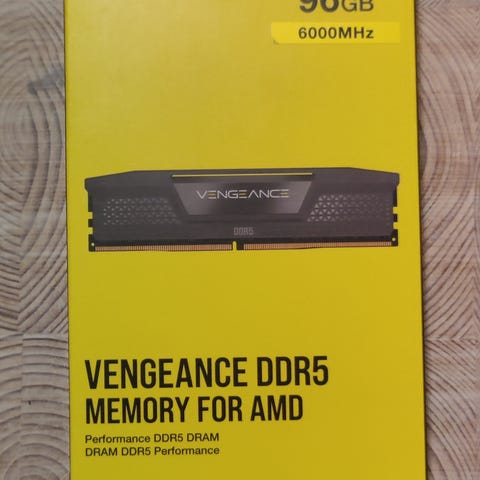 96GB
6000MHz
VENGEANCE
DDR5
VENGEANCE DDR5
MEMORY FOR AMD
Performance DDR5 DRAM
DRAM DDR5 Performance